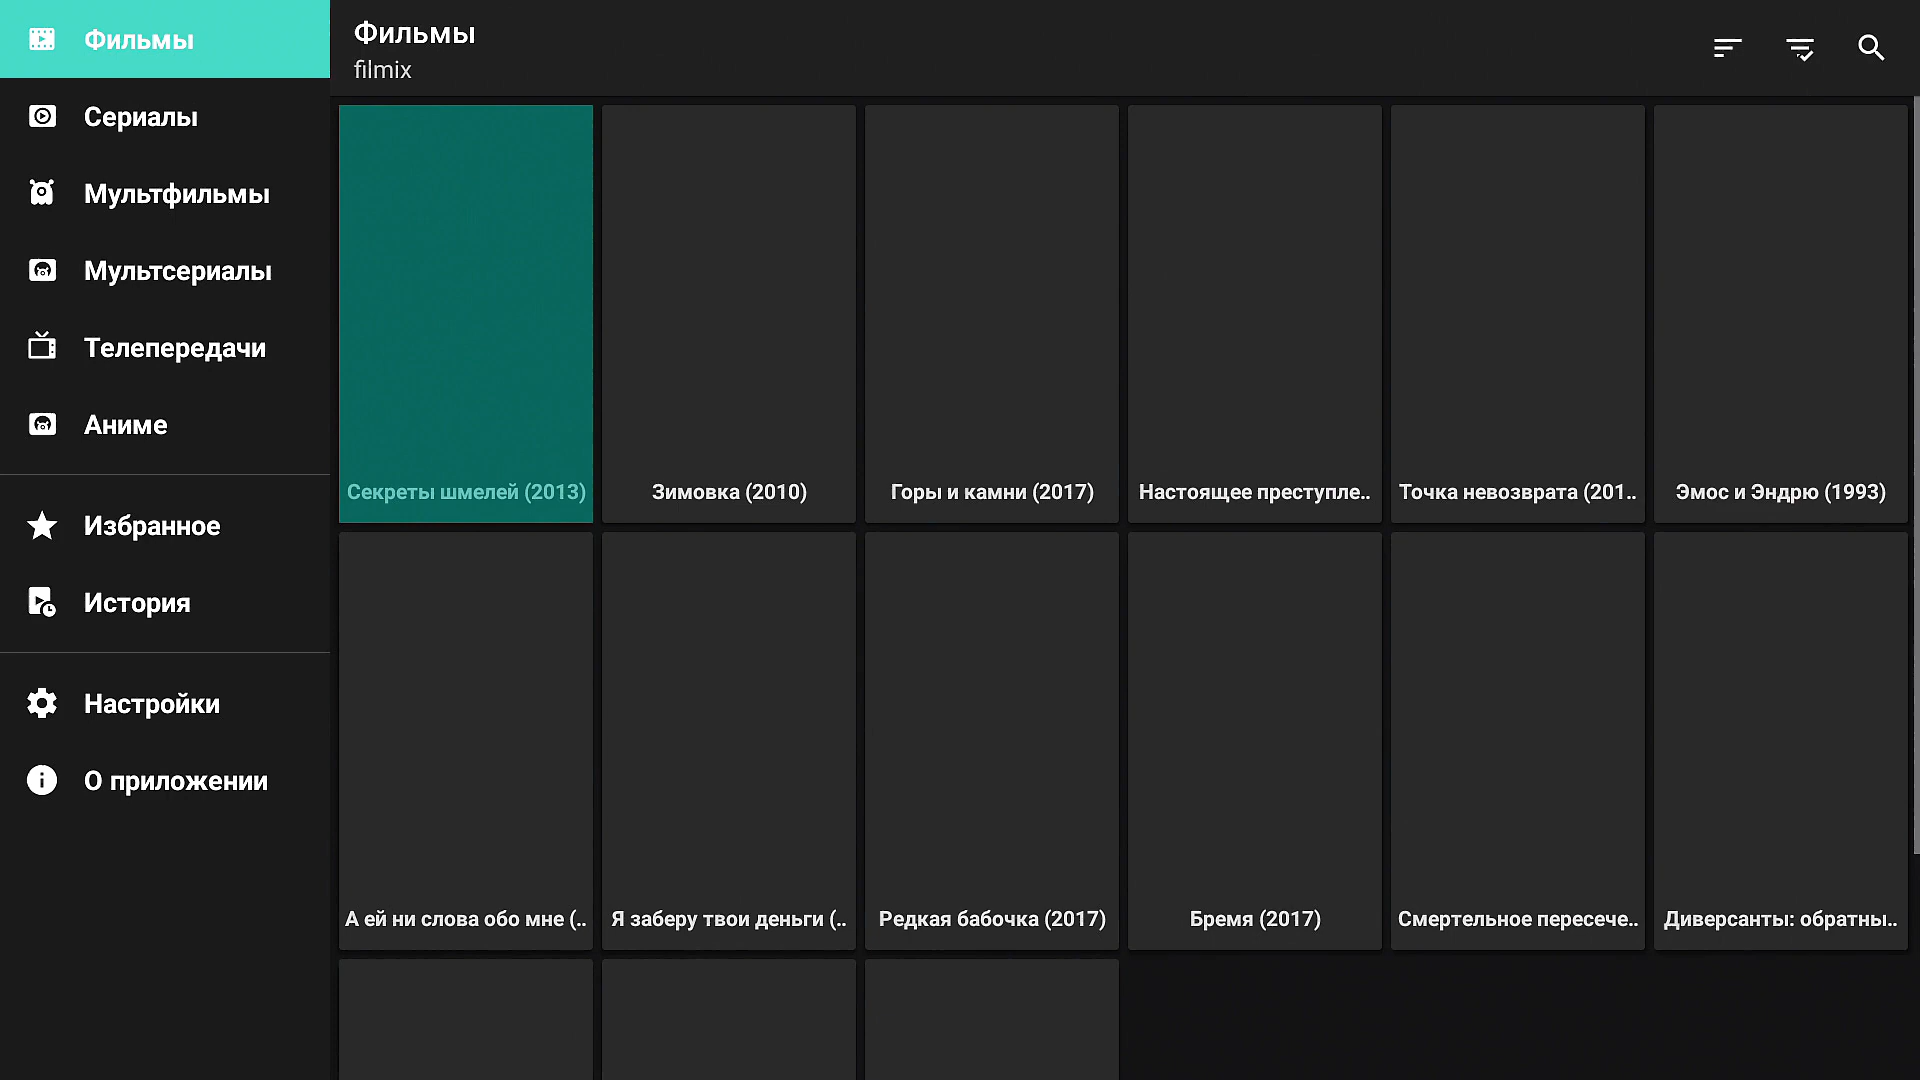 Фильмы
Сериалы
Мультфильмы
Мультсериалы
Телепередачи
Аниме
Избранное
История
Настройки
О приложении
Фильмы
filmix
Секреты шмелей (2013)
Зимовка (2010)
Горы и камни (2017)
Настоящее преступле..
Точка невозврата (201..
Эмос и Эндрю (1993)
А ей ни слова обо мне (..
Я заберу твои деньги (..
Редкая бабочка (2017)
Бремя (2017)
Смертельное пересече..
Диверсанты: обратны..